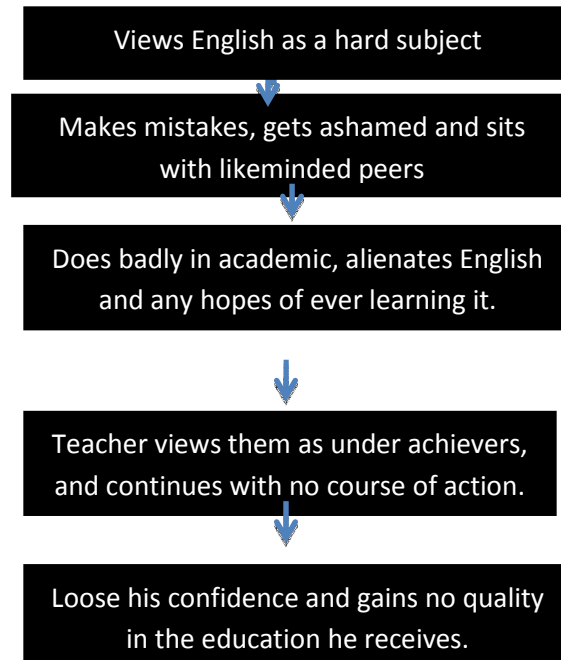 Views English as a hard subject
Makes mistakes, gets ashamed and sits
with likeminded peers
Does badly in academic, alienates English
and any hopes of ever learning it.
Teacher views them as under achievers,
and continues with no course of action.
Loose his confidence and gains no quality
in the education he receives.